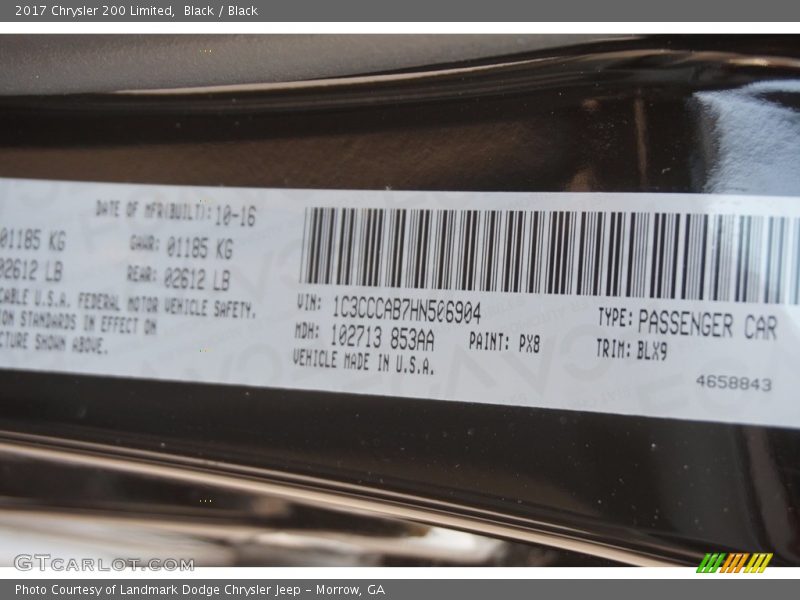 2017 Chrysler 200 Limited, Black / Black
DATE OF MFR(BUILT): 10-16
01185 KG GAWR: 01185 KG
02612 LB REAR: 02612 LB
CABLE U.S.A. FEDERAL MOTOR VEHICLE SAFETY.
ON STANDARDS IN EFFECT ON
CTURE SHOWN ABOVE.
VIN: 1C3CCCAB7HN506904 TYPE: PASSENGER CAR
MDH: 102713 853AA PAINT: PX8 TRIM: BLX9
VEHICLE MADE IN U.S.A.
4658843
GTCARLOT.COM
Photo Courtesy of Landmark Dodge Chrysler Jeep – Morrow, GA